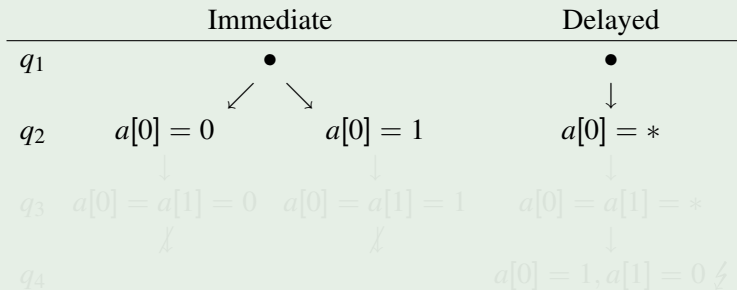 Immediate Delayed
q₁ • •
↙ ↘ ↓
q₂ a[0] = 0 a[0] = 1 a[0] = ∗
↓ ↓ ↓
q₃ a[0] = a[1] = 0 a[0] = a[1] = 1 a[0] = a[1] = ∗
↯ ↯ ↓
q₄ a[0] = 1, a[1] = 0 ↯